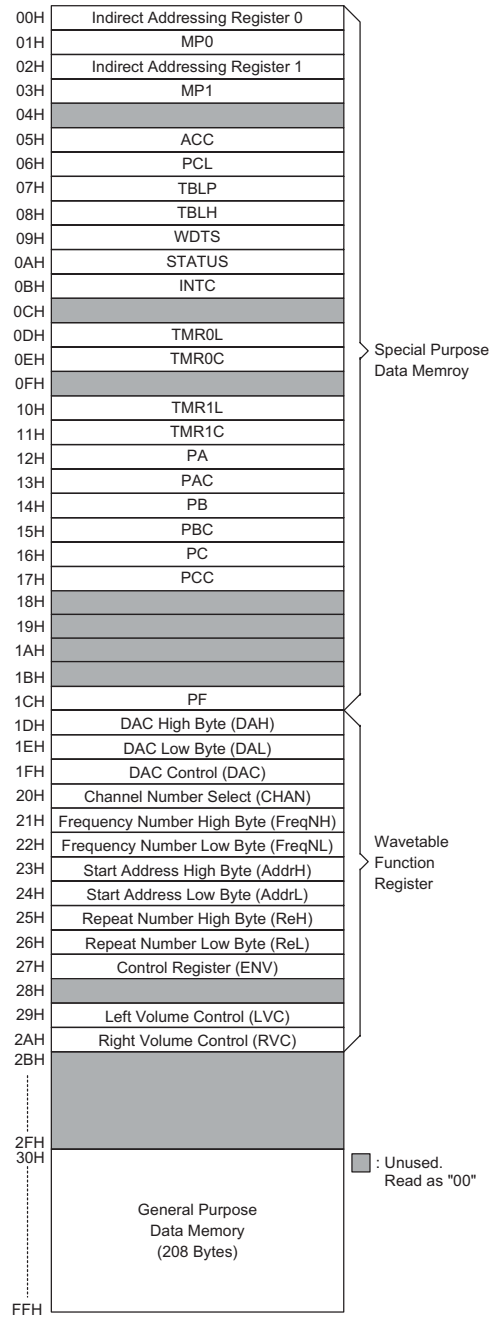 00H Indirect Addressing Register 0
01H MP0
02H Indirect Addressing Register 1
03H MP1
04H
05H ACC
06H PCL
07H TBLP
08H TBLH
09H WDTS
0AH STATUS
0BH INTC
0CH
0DH TMR0L
0EH TMR0C
0FH
10H TMR1L
11H TMR1C
12H PA
13H PAC
14H PB
15H PBC
16H PC
17H PCC
18H
19H
1AH
1BH
1CH PF
Special Purpose
Data Memroy
1DH DAC High Byte (DAH)
1EH DAC Low Byte (DAL)
1FH DAC Control (DAC)
20H Channel Number Select (CHAN)
21H Frequency Number High Byte (FreqNH)
22H Frequency Number Low Byte (FreqNL)
23H Start Address High Byte (AddrH)
24H Start Address Low Byte (AddrL)
25H Repeat Number High Byte (ReH)
26H Repeat Number Low Byte (ReL)
27H Control Register (ENV)
28H
29H Left Volume Control (LVC)
2AH Right Volume Control (RVC)
Wavetable
Function
Register
2BH
2FH
30H
General Purpose
Data Memory
(208 Bytes)
FFH
: Unused.
Read as "00"